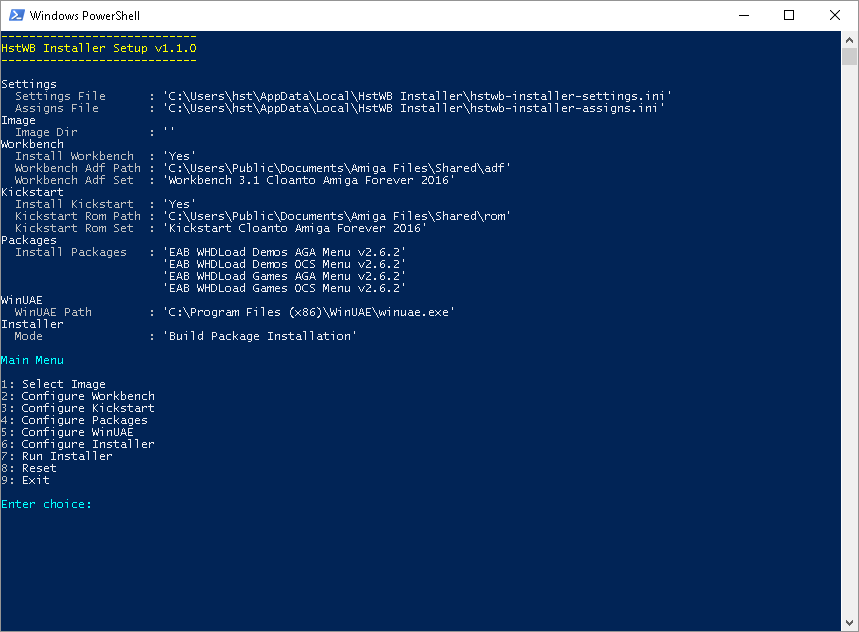 Windows PowerShell
----------------------------
HstWB Installer Setup v1.1.0
----------------------------
Settings
  Settings File      : 'C:\Users\hst\AppData\Local\HstWB Installer\hstwb-installer-settings.ini'
  Assigns File       : 'C:\Users\hst\AppData\Local\HstWB Installer\hstwb-installer-assigns.ini'
Image
  Image Dir          : ''
Workbench
  Install Workbench  : 'Yes'
  Workbench Adf Path : 'C:\Users\Public\Documents\Amiga Files\Shared\adf'
  Workbench Adf Set  : 'Workbench 3.1 Cloanto Amiga Forever 2016'
Kickstart
  Install Kickstart  : 'Yes'
  Kickstart Rom Path : 'C:\Users\Public\Documents\Amiga Files\Shared\rom'
  Kickstart Rom Set  : 'Kickstart Cloanto Amiga Forever 2016'
Packages
  Install Packages   : 'EAB WHDLoad Demos AGA Menu v2.6.2'
                       'EAB WHDLoad Demos OCS Menu v2.6.2'
                       'EAB WHDLoad Games AGA Menu v2.6.2'
                       'EAB WHDLoad Games OCS Menu v2.6.2'
WinUAE
  WinUAE Path        : 'C:\Program Files (x86)\WinUAE\winuae.exe'
Installer
  Mode               : 'Build Package Installation'
Main Menu
1: Select Image
2: Configure Workbench
3: Configure Kickstart
4: Configure Packages
5: Configure WinUAE
6: Configure Installer
7: Run Installer
8: Reset
9: Exit
Enter choice: